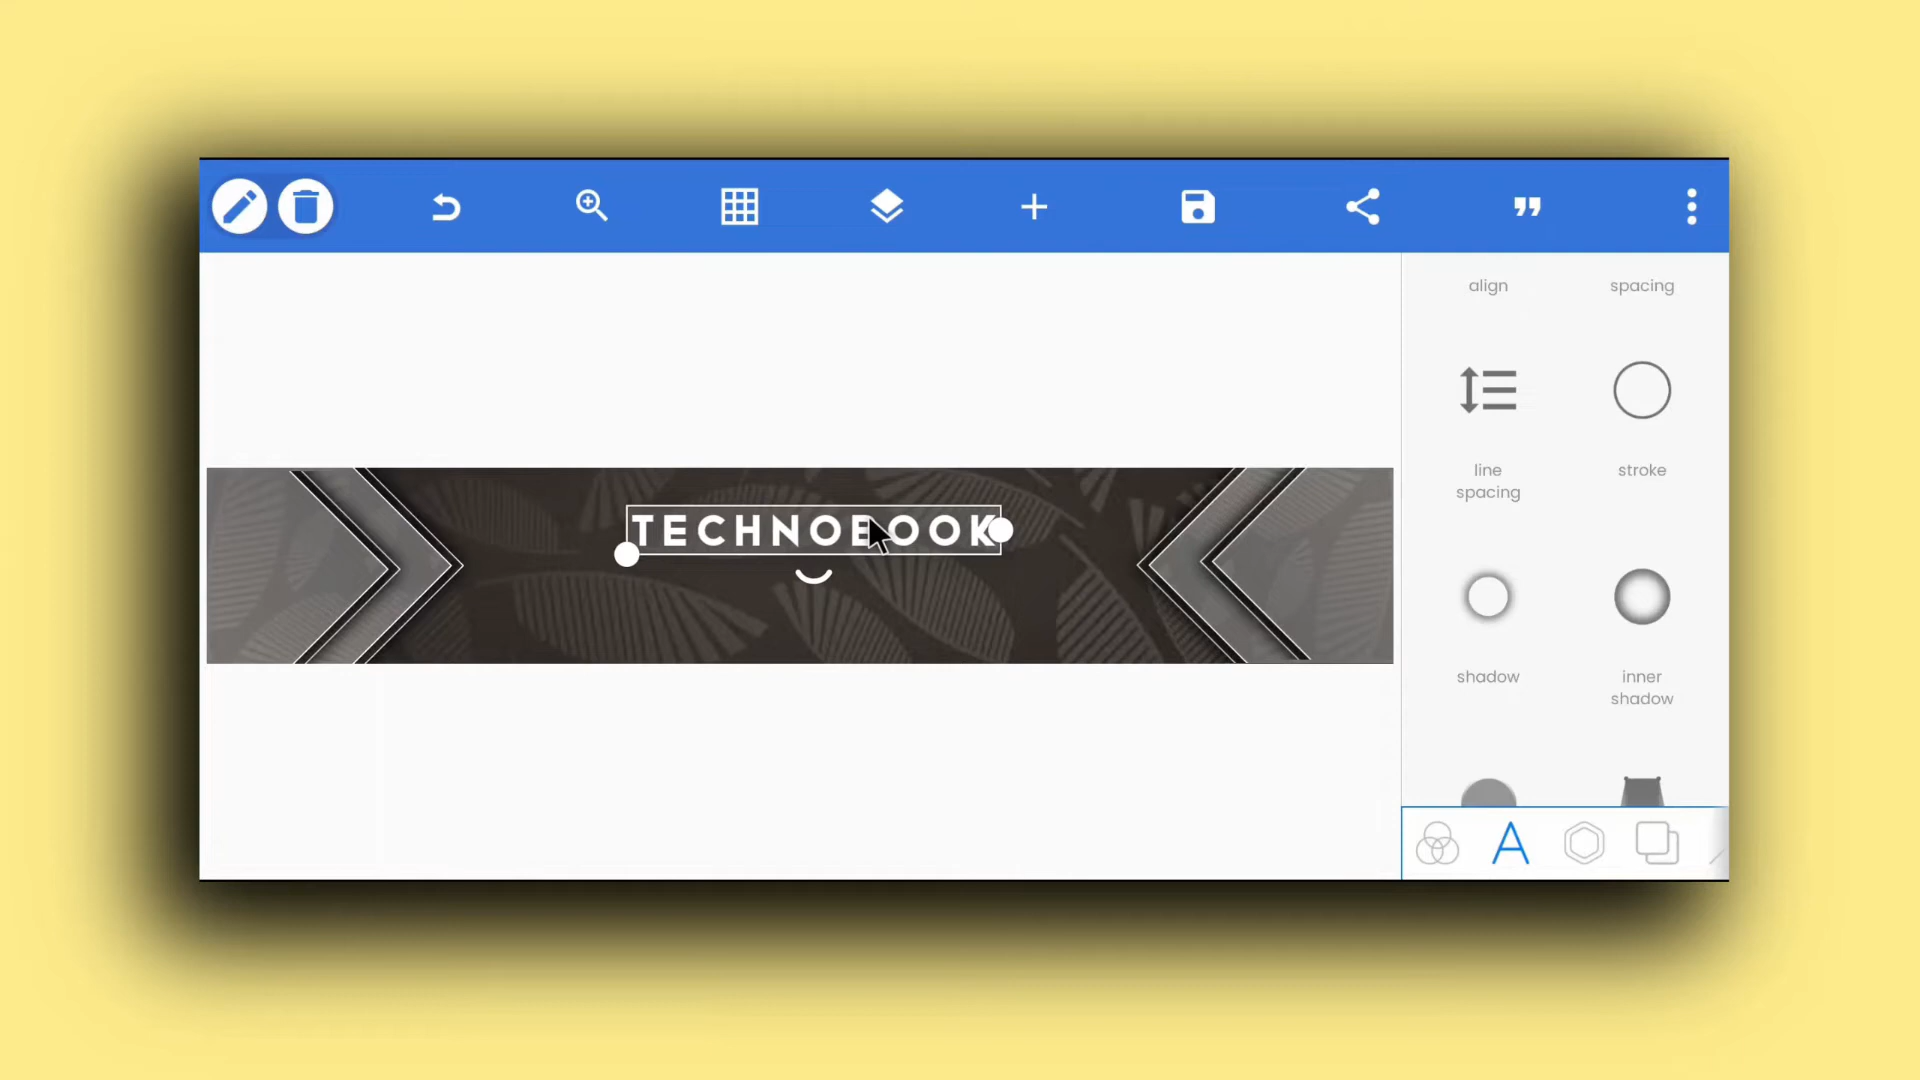 align
spacing
line
spacing
stroke
TECHNOBOOK
shadow
inner
shadow